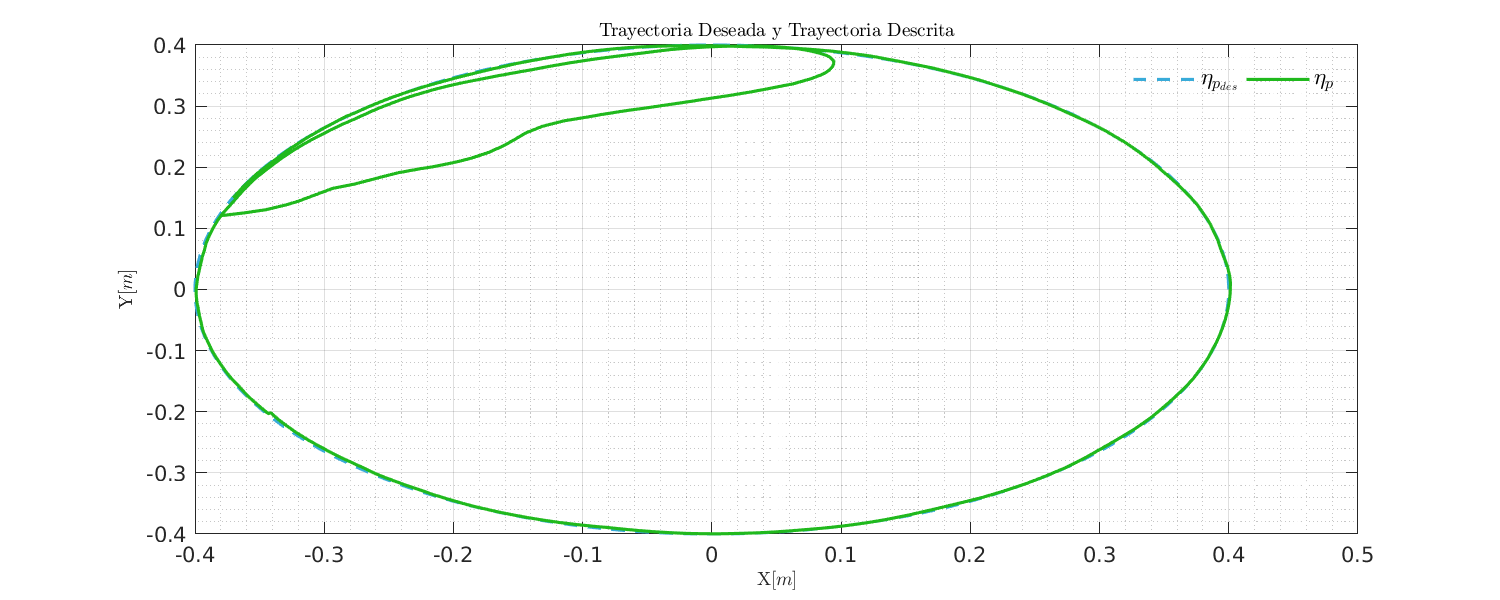 Trayectoria Deseada y Trayectoria Descrita
η_{p_{des}} η_p
0.4
0.3
0.2
0.1
0
-0.1
-0.2
-0.3
-0.4
Y[m]
-0.4 -0.3 -0.2 -0.1 0 0.1 0.2 0.3 0.4 0.5
X[m]